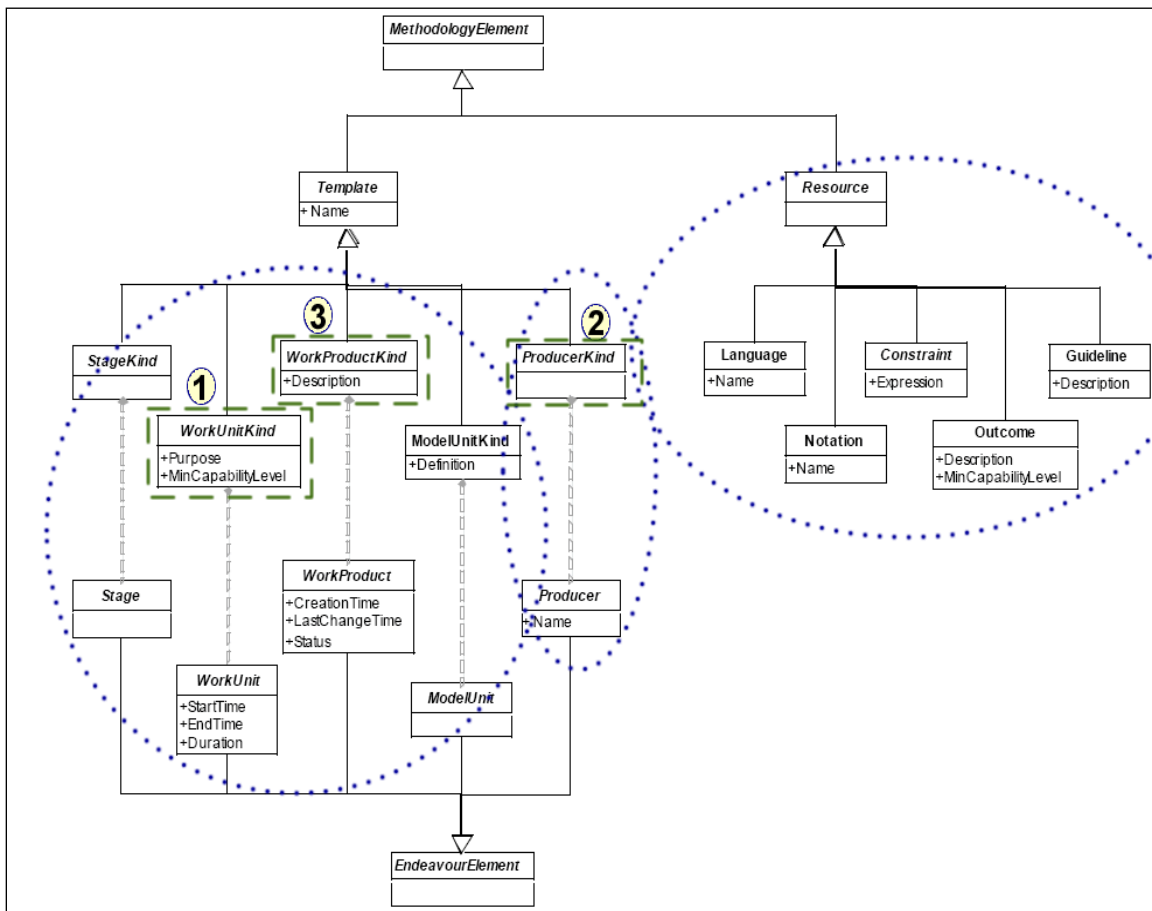 MethodologyElement
Template
+ Name
Resource
3
2
StageKind
WorkProductKind
+Description
ProducerKind
Language
+Name
Constraint
+Expression
Guideline
+Description
1
WorkUnitKind
+Purpose
+MinCapabilityLevel
ModelUnitKind
+Definition
Notation
+Name
Outcome
+Description
+MinCapabilityLevel
Stage
WorkProduct
+CreationTime
+LastChangeTime
+Status
Producer
+Name
WorkUnit
+StartTime
+EndTime
+Duration
ModelUnit
EndeavourElement